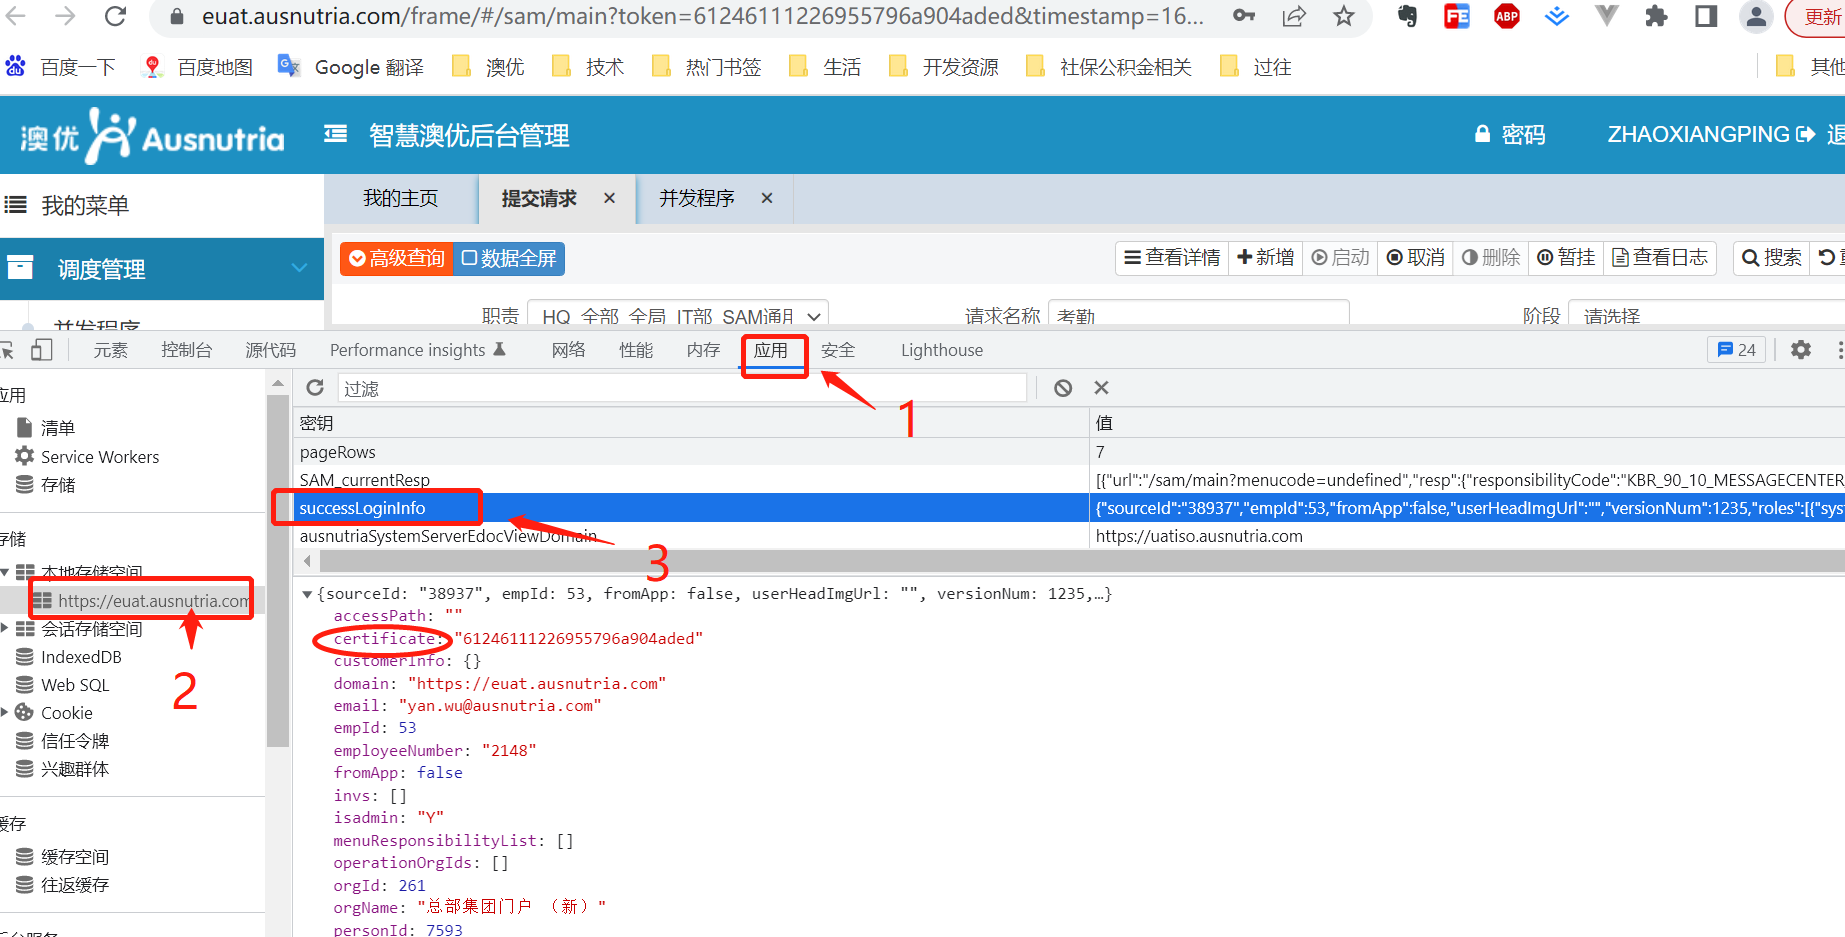 euat.ausnutria.com/frame/#/sam/main?token=61246111226955796a904aded&timestamp=16...
更新
百度一下 百度地图 Google 翻译 澳优 技术 热门书签 生活 开发资源 社保公积金相关 过往 其他
澳优 Ausnutria 智慧澳优后台管理 密码 ZHAOXIANGPING 退
我的菜单 我的主页 提交请求 × 并发程序 ×
调度管理 高级查询 数据全屏 查看详情 新增 启动 取消 删除 暂挂 查看日志 搜索 重
并发程序 职责 HQ_全部_全局_IT部_SAM通用 请求名称 考勤 阶段 请选择
元素 控制台 源代码 Performance insights 网络 性能 内存 应用 安全 Lighthouse 24
应用 过滤
1
清单
密钥 值
Service Workers
pageRows 7
存储
SAM_currentResp [{"url":"/sam/main?menucode=undefined","resp":{"responsibilityCode":"KBR_90_10_MESSAGECENTER
successLoginInfo {"sourceId":"38937","empId":53,"fromApp":false,"userHeadImgUrl":"","versionNum":1235,"roles":[{"sys
存储
ausnutriaSystemServerEdocViewDomain https://uatiso.ausnutria.com
3
本地存储空间
https://euat.ausnutria.com
会话存储空间
IndexedDB
Web SQL
2
Cookie
信任令牌
兴趣群体
缓存
缓存空间
往返缓存
后台服务
{sourceId: "38937", empId: 53, fromApp: false, userHeadImgUrl: "", versionNum: 1235,…}
accessPath: ""
certificate: "61246111226955796a904aded"
customerInfo: {}
domain: "https://euat.ausnutria.com"
email: "yan.wu@ausnutria.com"
empId: 53
employeeNumber: "2148"
fromApp: false
invs: []
isadmin: "Y"
menuResponsibilityList: []
operationOrgIds: []
orgId: 261
orgName: "总部集团门户 （新）"
personId: 7593